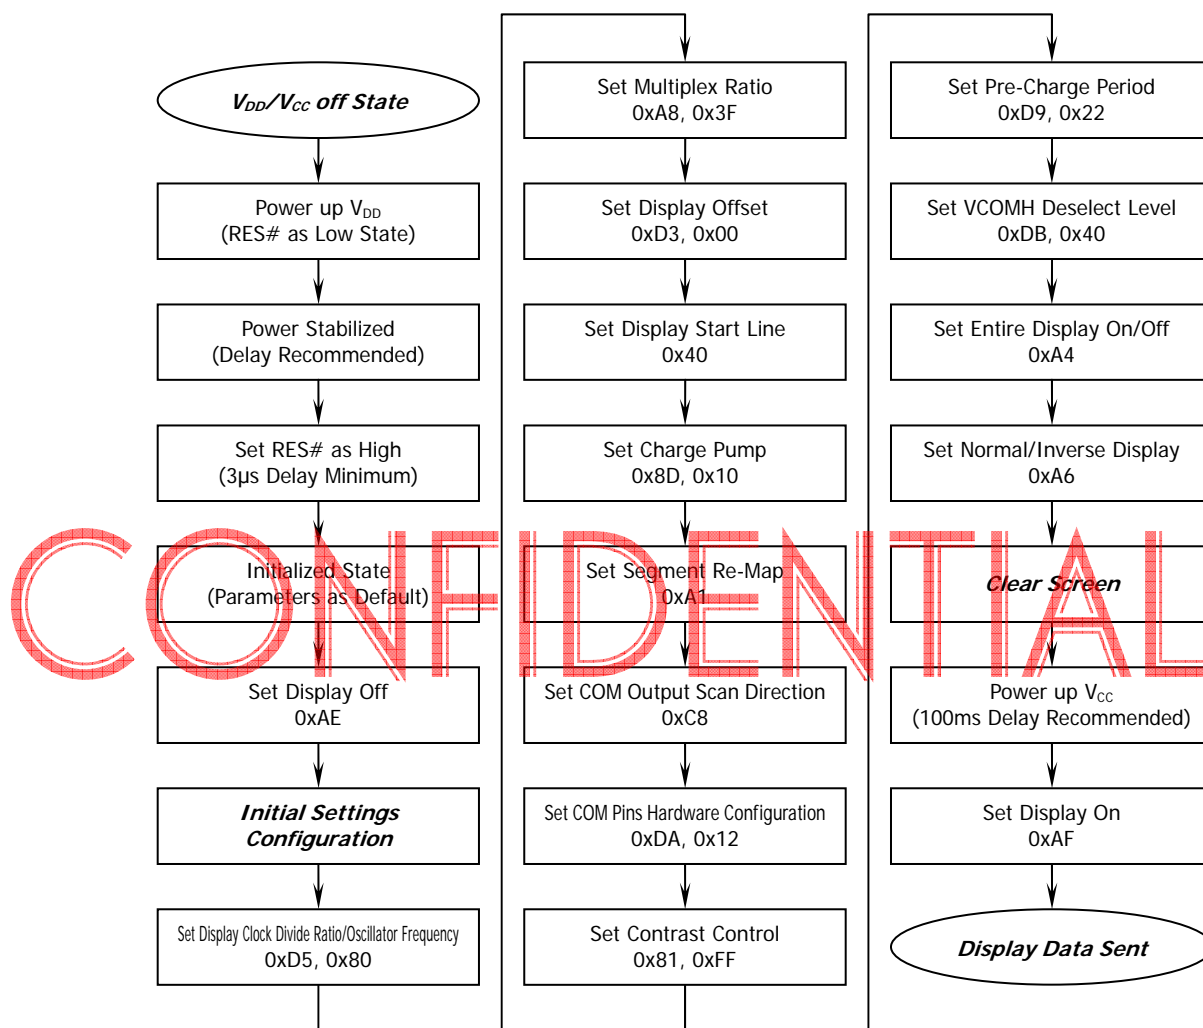 V_DD/V_CC off State
Power up V_DD
(RES# as Low State)
Power Stabilized
(Delay Recommended)
Set RES# as High
(3µs Delay Minimum)
Initialized State
(Parameters as Default)
Set Display Off
0xAE
Initial Settings
Configuration
Set Display Clock Divide Ratio/Oscillator Frequency
0xD5, 0x80
Set Multiplex Ratio
0xA8, 0x3F
Set Display Offset
0xD3, 0x00
Set Display Start Line
0x40
Set Charge Pump
0x8D, 0x10
Set Segment Re-Map
0xA1
Set COM Output Scan Direction
0xC8
Set COM Pins Hardware Configuration
0xDA, 0x12
Set Contrast Control
0x81, 0xFF
Set Pre-Charge Period
0xD9, 0x22
Set VCOMH Deselect Level
0xDB, 0x40
Set Entire Display On/Off
0xA4
Set Normal/Inverse Display
0xA6
Clear Screen
Power up V_CC
(100ms Delay Recommended)
Set Display On
0xAF
Display Data Sent
CONFIDENTIAL